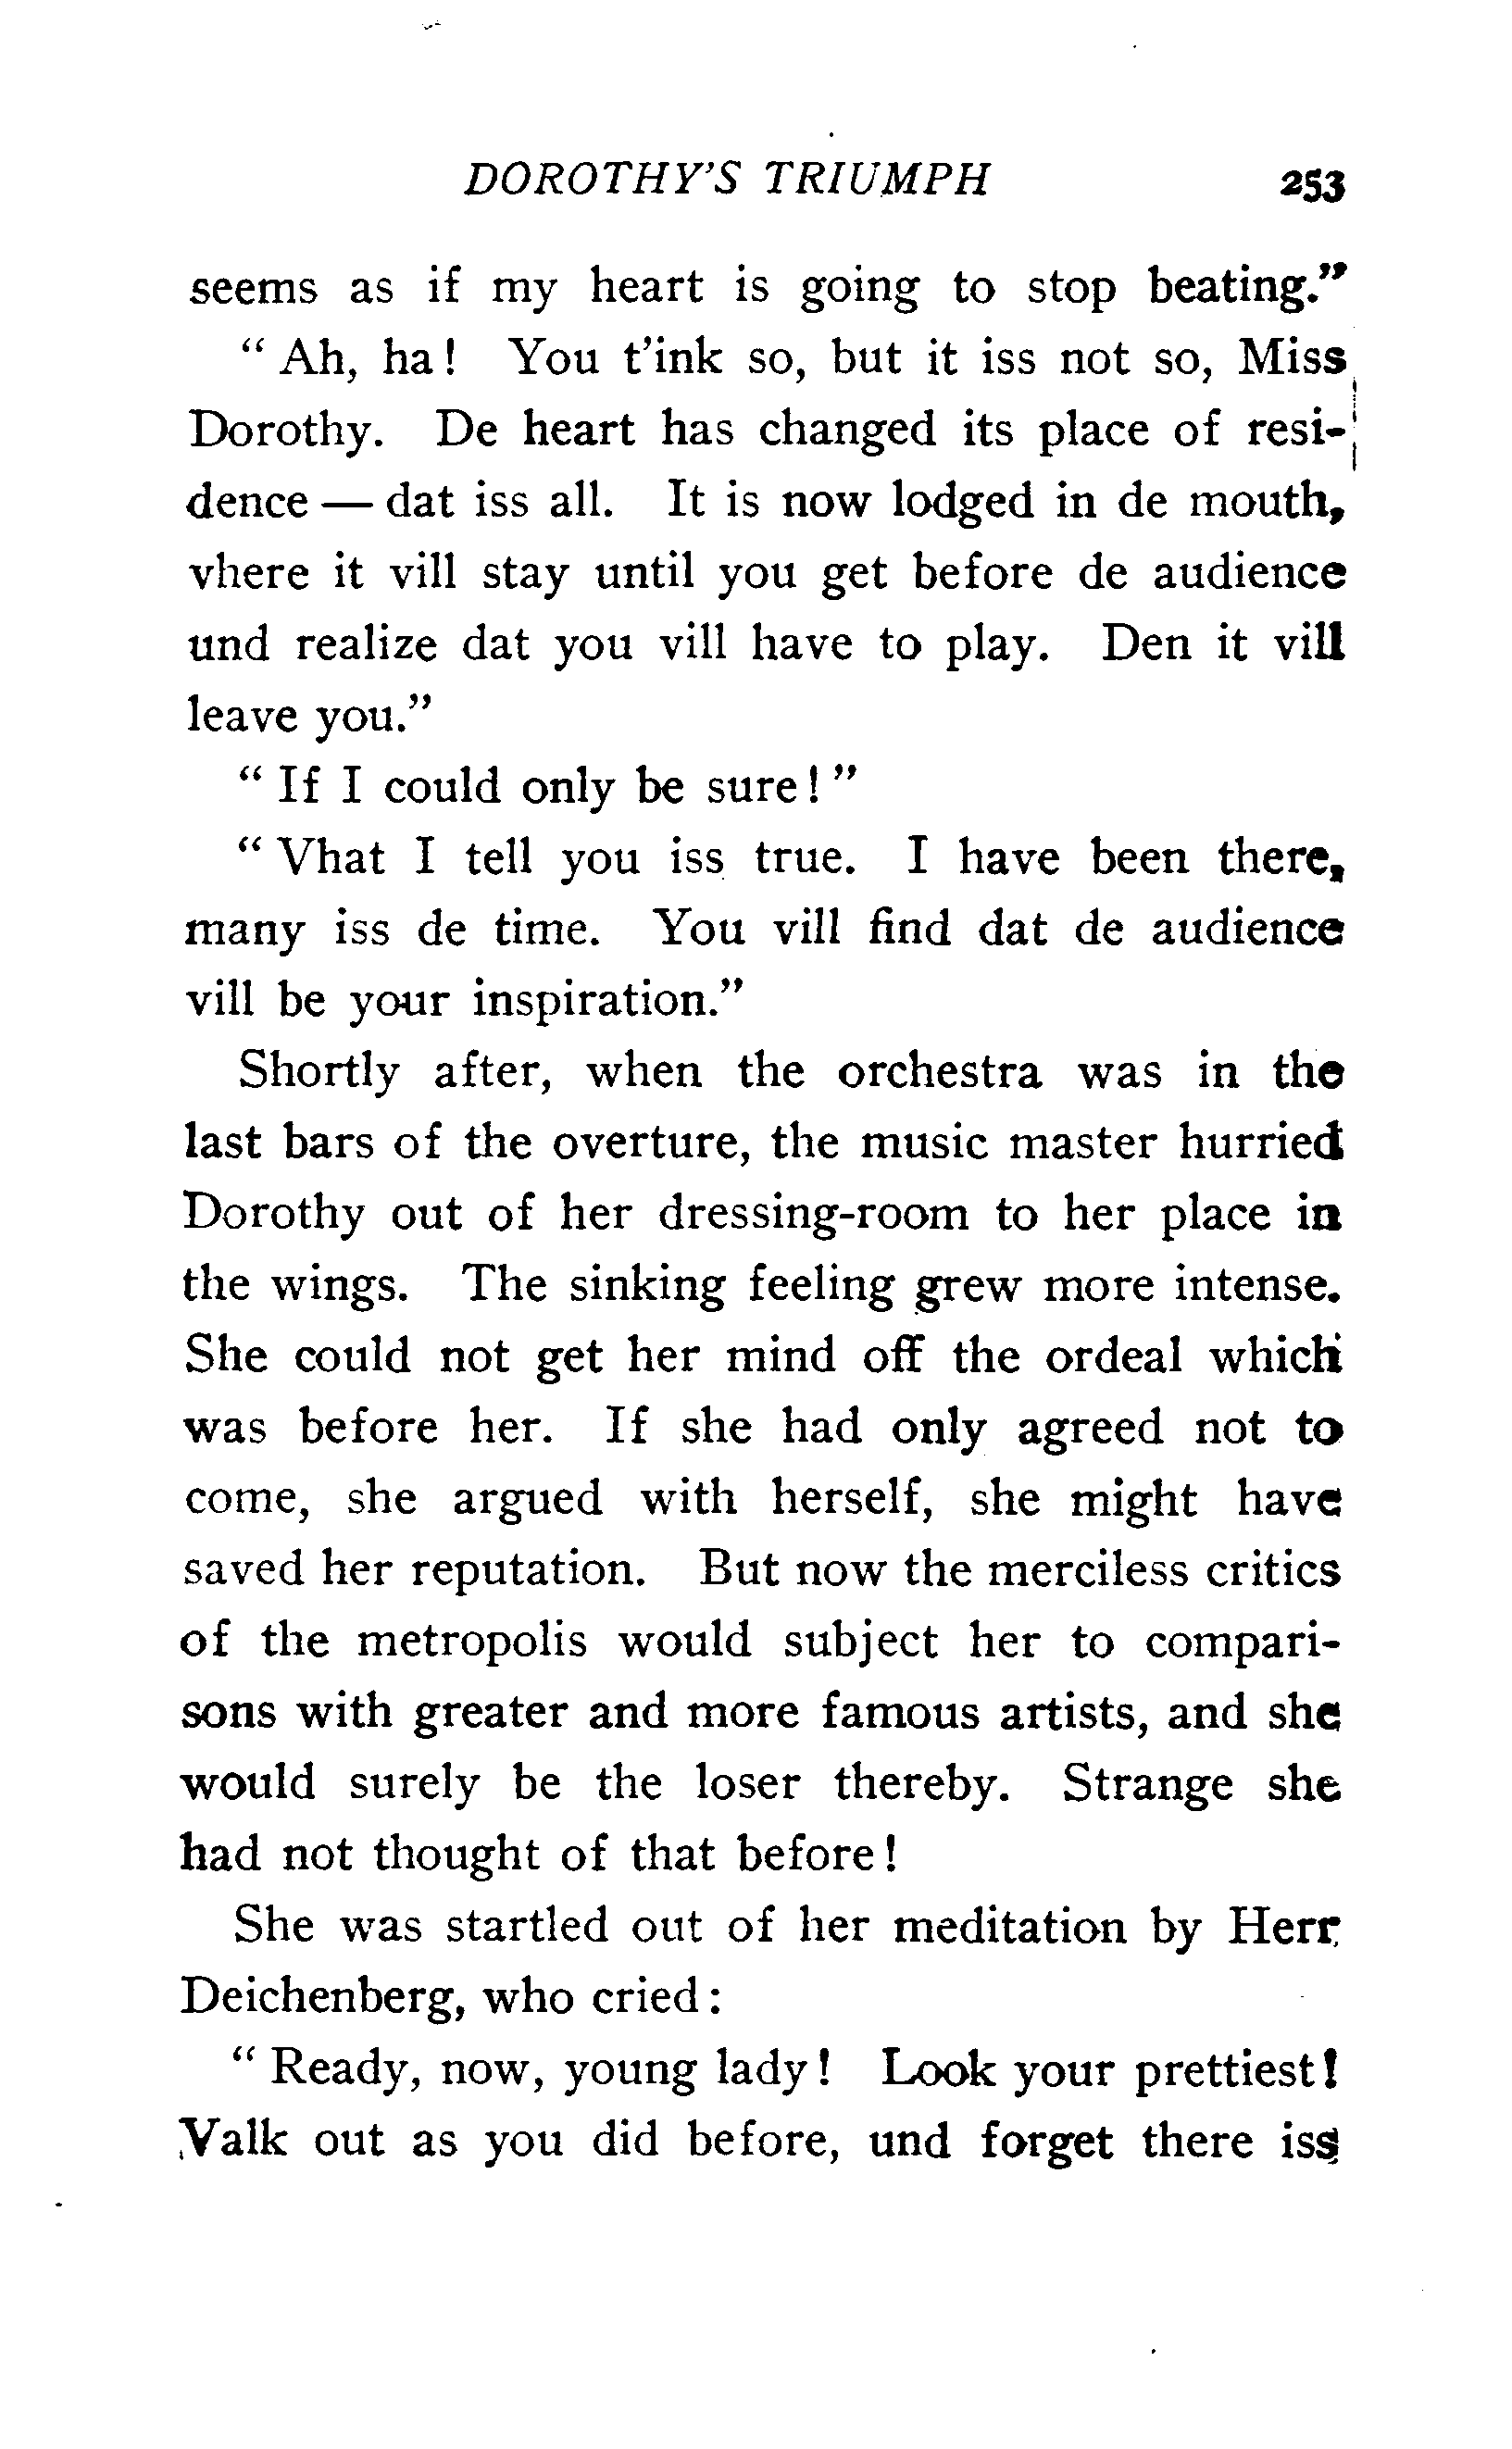 DOROTHY'S TRIUMPH 253
seems as if my heart is going to stop beating."
"Ah, ha! You t'ink so, but it iss not so, Miss
Dorothy. De heart has changed its place of resi-
dence — dat iss all. It is now lodged in de mouth,
vhere it vill stay until you get before de audience
und realize dat you vill have to play. Den it vill
leave you."
"If I could only be sure!"
"Vhat I tell you iss true. I have been there,
many iss de time. You vill find dat de audience
vill be your inspiration."
Shortly after, when the orchestra was in the
last bars of the overture, the music master hurried
Dorothy out of her dressing-room to her place in
the wings. The sinking feeling grew more intense.
She could not get her mind off the ordeal which
was before her. If she had only agreed not to
come, she argued with herself, she might have
saved her reputation. But now the merciless critics
of the metropolis would subject her to compari-
sons with greater and more famous artists, and she
would surely be the loser thereby. Strange she
had not thought of that before!
She was startled out of her meditation by Herr
Deichenberg, who cried:
"Ready, now, young lady! Look your prettiest!
Valk out as you did before, und forget there iss